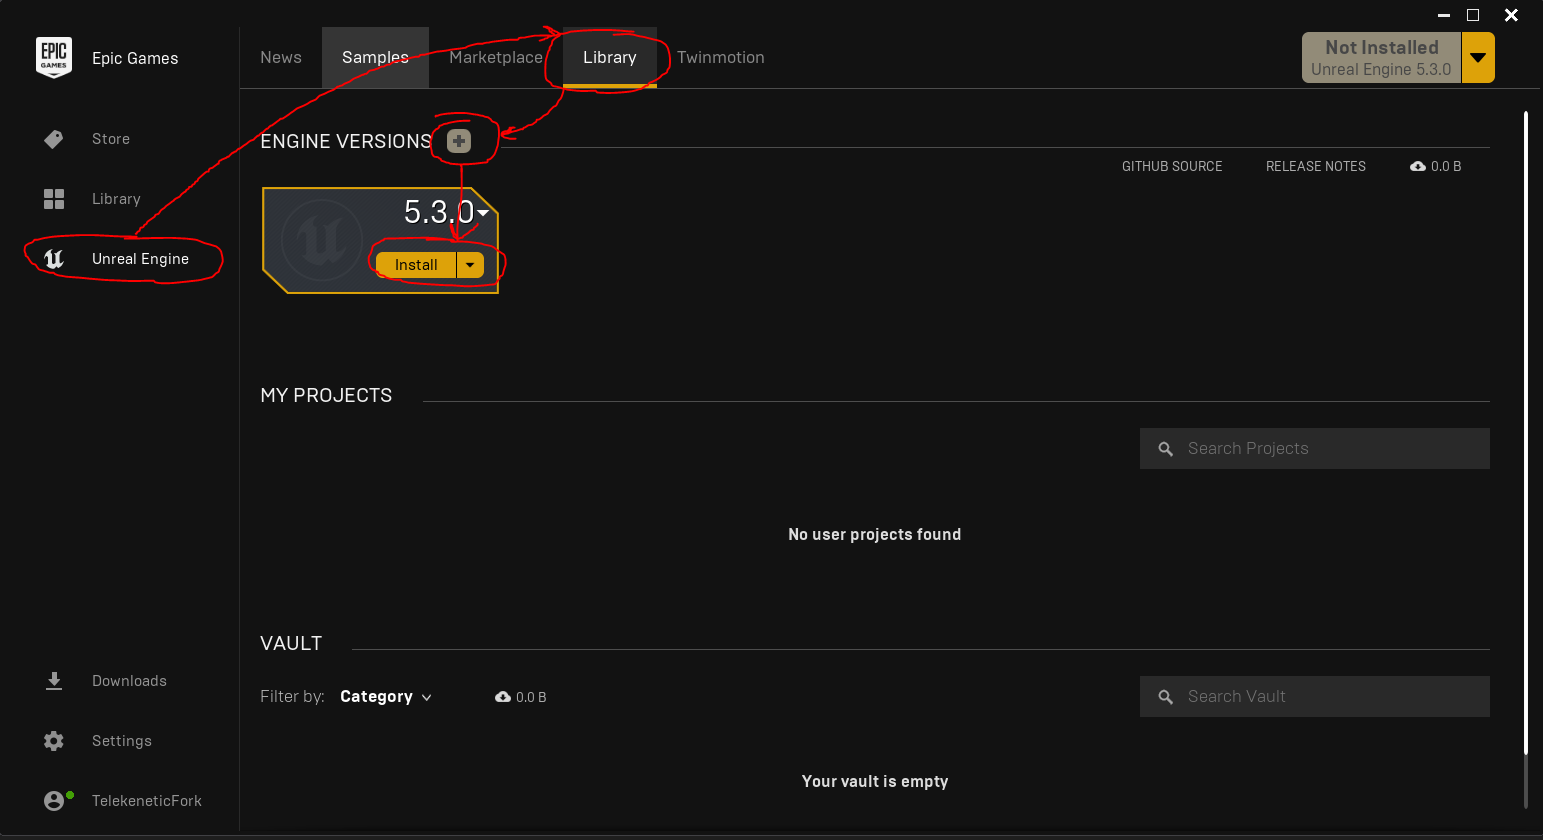 EPIC
GAMES
Epic Games
Store
Library
Unreal Engine
Downloads
Settings
TelekeneticFork
News Samples Marketplace Library Twinmotion
Not Installed
Unreal Engine 5.3.0
ENGINE VERSIONS
GITHUB SOURCE RELEASE NOTES 0.0 B
5.3.0
Install
MY PROJECTS
Search Projects
No user projects found
VAULT
Filter by: Category 0.0 B
Search Vault
Your vault is empty